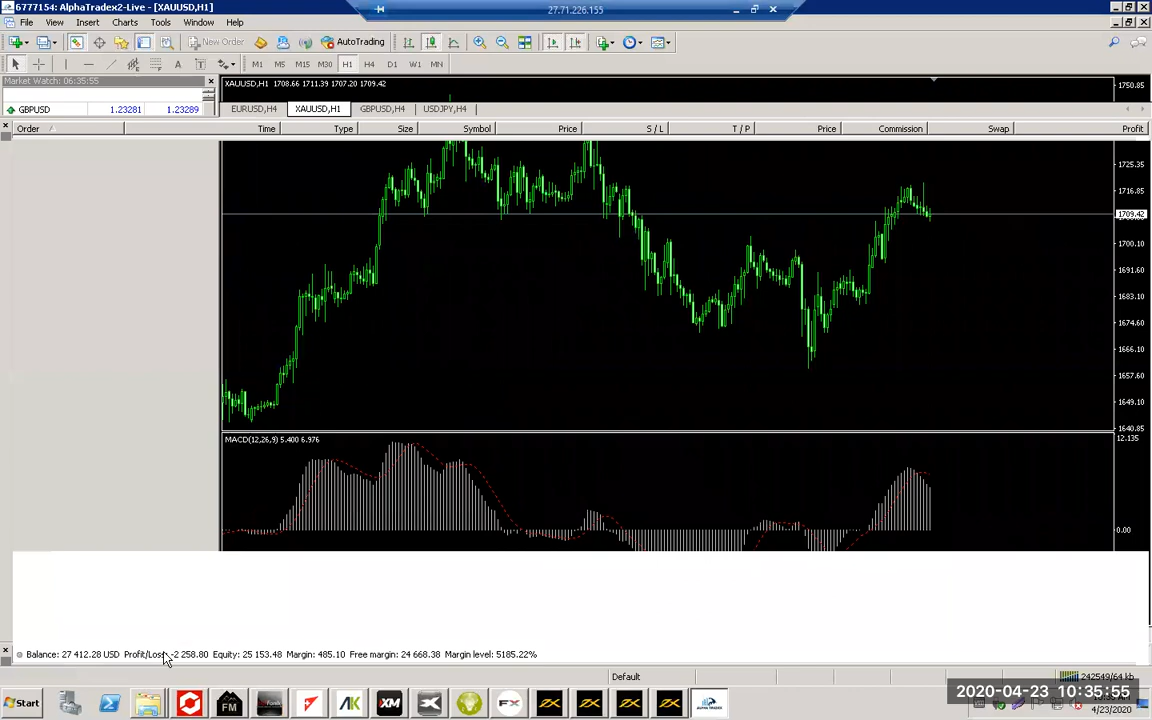 6777154: AlphaTradex2-Live - [XAUUSD,H1]
27.71.226.155
File View Insert Charts Tools Window Help
New Order AutoTrading
A T M1 M5 M15 M30 H1 H4 D1 W1 MN
Market Watch: 06:35:55
GBPUSD 1.23281 1.23289
XAUUSD,H1 1708.66 1711.39 1707.20 1709.42
1750.85
EURUSD,H4 XAUUSD,H1 GBPUSD,H4 USDJPY,H4
Order Time Type Size Symbol Price S / L T / P Price Commission Swap Profit
1725.35
1716.85
1709.42
1700.10
1691.60
1683.10
1674.60
1666.10
1657.60
1649.10
1640.85
MACD(12,26,9) 5.400 6.976
12.135
0.00
Balance: 27 412.28 USD Profit/Loss: -2 258.80 Equity: 25 153.48 Margin: 485.10 Free margin: 24 668.38 Margin level: 5185.22%
Default
242549/64 kb
Start
FM
AK
XM
FX
ZX
ZX
ZX
ZX
2020-04-23 10:35:55
4/23/2020